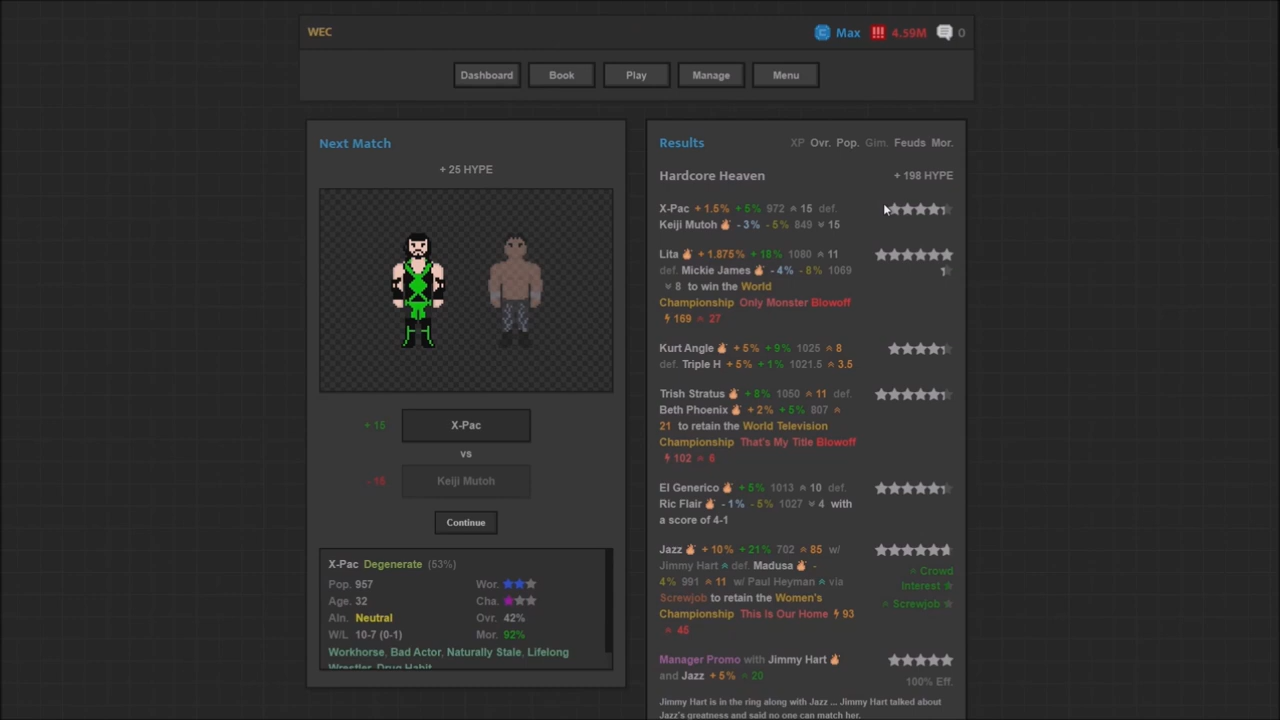 WEC
Max 4.59M 0
Dashboard Book Play Manage Menu
Next Match
+ 25 HYPE
+ 15 X-Pac
vs
- 15 Keiji Mutoh
Continue
X-Pac Degenerate (53%)
Pop. 957 Wor.
Age. 32 Cha.
Aln. Neutral Ovr. 42%
W/L 10-7 (0-1) Mor. 92%
Workhorse, Bad Actor, Naturally Stale, Lifelong
Wrestler, Drug Habit
Results XP Ovr. Pop. Gim. Feuds Mor.
Hardcore Heaven + 198 HYPE
X-Pac + 1.5% + 5% 972 15 def.
Keiji Mutoh - 3% - 5% 849 15
Lita + 1.875% + 18% 1080 11
def. Mickie James - 4% - 8% 1069
8 to win the World
Championship Only Monster Blowoff
169 27
Kurt Angle + 5% + 9% 1025 8
def. Triple H + 5% + 1% 1021.5 3.5
Trish Stratus + 8% 1050 11 def.
Beth Phoenix + 2% + 5% 807
21 to retain the World Television
Championship That's My Title Blowoff
102 6
El Generico + 5% 1013 10 def.
Ric Flair - 1% - 5% 1027 4 with
a score of 4-1
Jazz + 10% + 21% 702 85 w/
Jimmy Hart def. Madusa -
4% 991 11 w/ Paul Heyman via
Screwjob to retain the Women's
Championship This Is Our Home 93
45
Crowd
Interest
Screwjob
Manager Promo with Jimmy Hart
and Jazz + 5% 20
100% Eff.
Jimmy Hart is in the ring along with Jazz ... Jimmy Hart talked about
Jazz's greatness and said no one can match her.